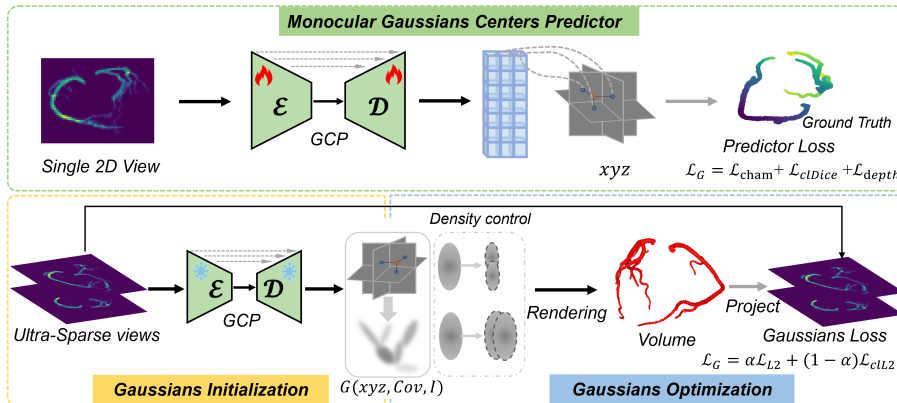 Monocular Gaussians Centers Predictor
Single 2D View
ℰ
𝒟
GCP
xyz
Ground Truth
Predictor Loss
ℒ_G = ℒ_cham + ℒ_clDice + ℒ_depth
Density control
Ultra-Sparse views
ℰ
𝒟
GCP
G(xyz, Cov, I)
Rendering
Volume
Project
Gaussians Loss
ℒ_G = αℒ_L2 + (1 − α)ℒ_clL2
Gaussians Initialization
Gaussians Optimization